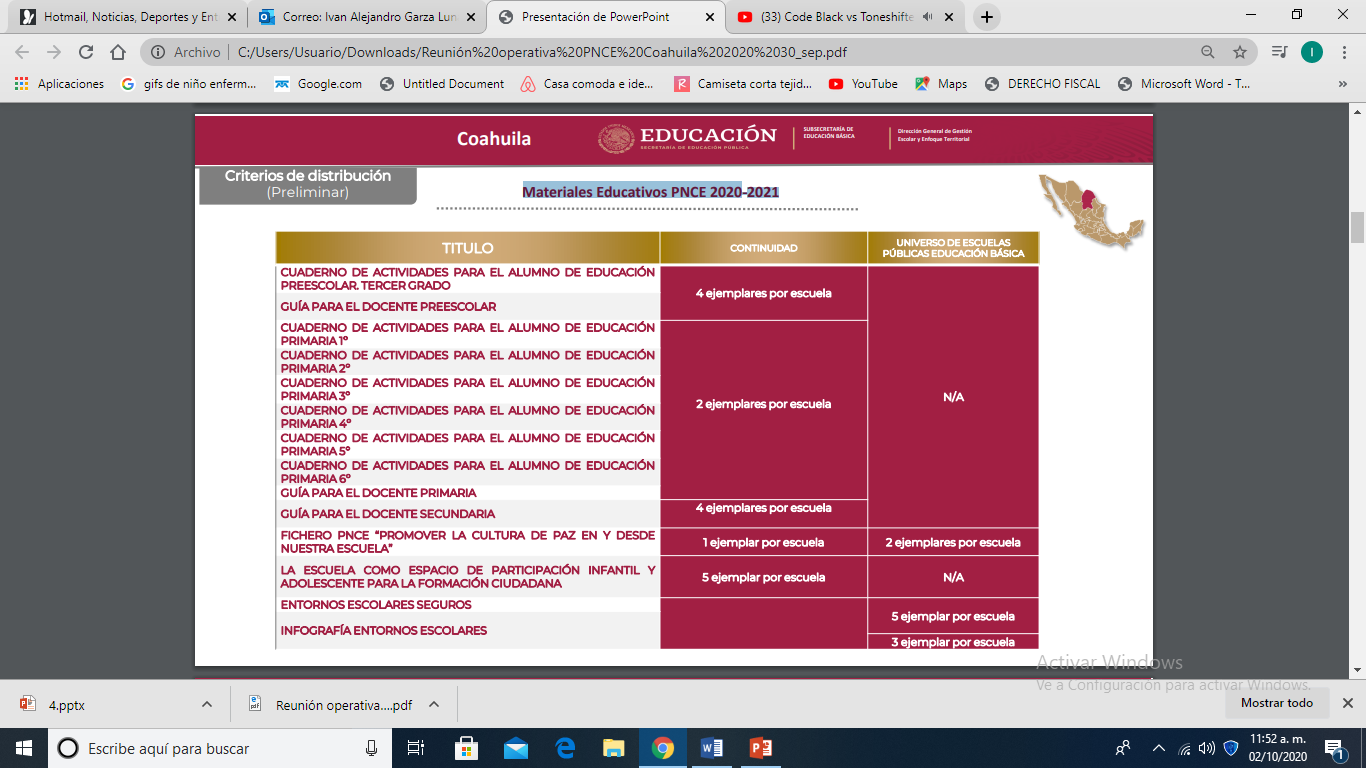 Hotmail, Noticias, Deportes y Ent
Correo: Ivan Alejandro Garza Lun
Presentación de PowerPoint
(33) Code Black vs Toneshifte
Archivo | C:/Users/Usuario/Downloads/Reunión%20operativa%20PNCE%20Coahuila%202020%2030_sep.pdf
I
Aplicaciones
gifs de niño enferm...
Google.com
Untitled Document
Casa comoda e ide...
Camiseta corta tejid...
YouTube
Maps
DERECHO FISCAL
Microsoft Word - T...
»
Coahuila
EDUCACIÓN
SECRETARÍA DE EDUCACIÓN PÚBLICA
SUBSECRETARÍA DE
EDUCACIÓN BÁSICA
Dirección General de Gestión
Escolar y Enfoque Territorial
Criterios de distribución
(Preliminar)
Materiales Educativos PNCE 2020-2021
TITULO
CONTINUIDAD
UNIVERSO DE ESCUELAS
PÚBLICAS EDUCACIÓN BÁSICA
CUADERNO DE ACTIVIDADES PARA EL ALUMNO DE EDUCACIÓN
PREESCOLAR. TERCER GRADO
GUÍA PARA EL DOCENTE PREESCOLAR
4 ejemplares por escuela
CUADERNO DE ACTIVIDADES PARA EL ALUMNO DE EDUCACIÓN
PRIMARIA 1º
CUADERNO DE ACTIVIDADES PARA EL ALUMNO DE EDUCACIÓN
PRIMARIA 2º
CUADERNO DE ACTIVIDADES PARA EL ALUMNO DE EDUCACIÓN
PRIMARIA 3º
CUADERNO DE ACTIVIDADES PARA EL ALUMNO DE EDUCACIÓN
PRIMARIA 4º
CUADERNO DE ACTIVIDADES PARA EL ALUMNO DE EDUCACIÓN
PRIMARIA 5º
CUADERNO DE ACTIVIDADES PARA EL ALUMNO DE EDUCACIÓN
PRIMARIA 6º
GUÍA PARA EL DOCENTE PRIMARIA
2 ejemplares por escuela
N/A
GUÍA PARA EL DOCENTE SECUNDARIA
4 ejemplares por escuela
FICHERO PNCE “PROMOVER LA CULTURA DE PAZ EN Y DESDE
NUESTRA ESCUELA”
1 ejemplar por escuela
2 ejemplares por escuela
LA ESCUELA COMO ESPACIO DE PARTICIPACIÓN INFANTIL Y
ADOLESCENTE PARA LA FORMACIÓN CIUDADANA
5 ejemplar por escuela
N/A
ENTORNOS ESCOLARES SEGUROS
5 ejemplar por escuela
INFOGRAFÍA ENTORNOS ESCOLARES
3 ejemplar por escuela
Activar Windows
Ve a Configuración para activar Windows.
4.pptx
Reunión operativa....pdf
Mostrar todo
Escribe aquí para buscar
11:52 a. m.
02/10/2020
1